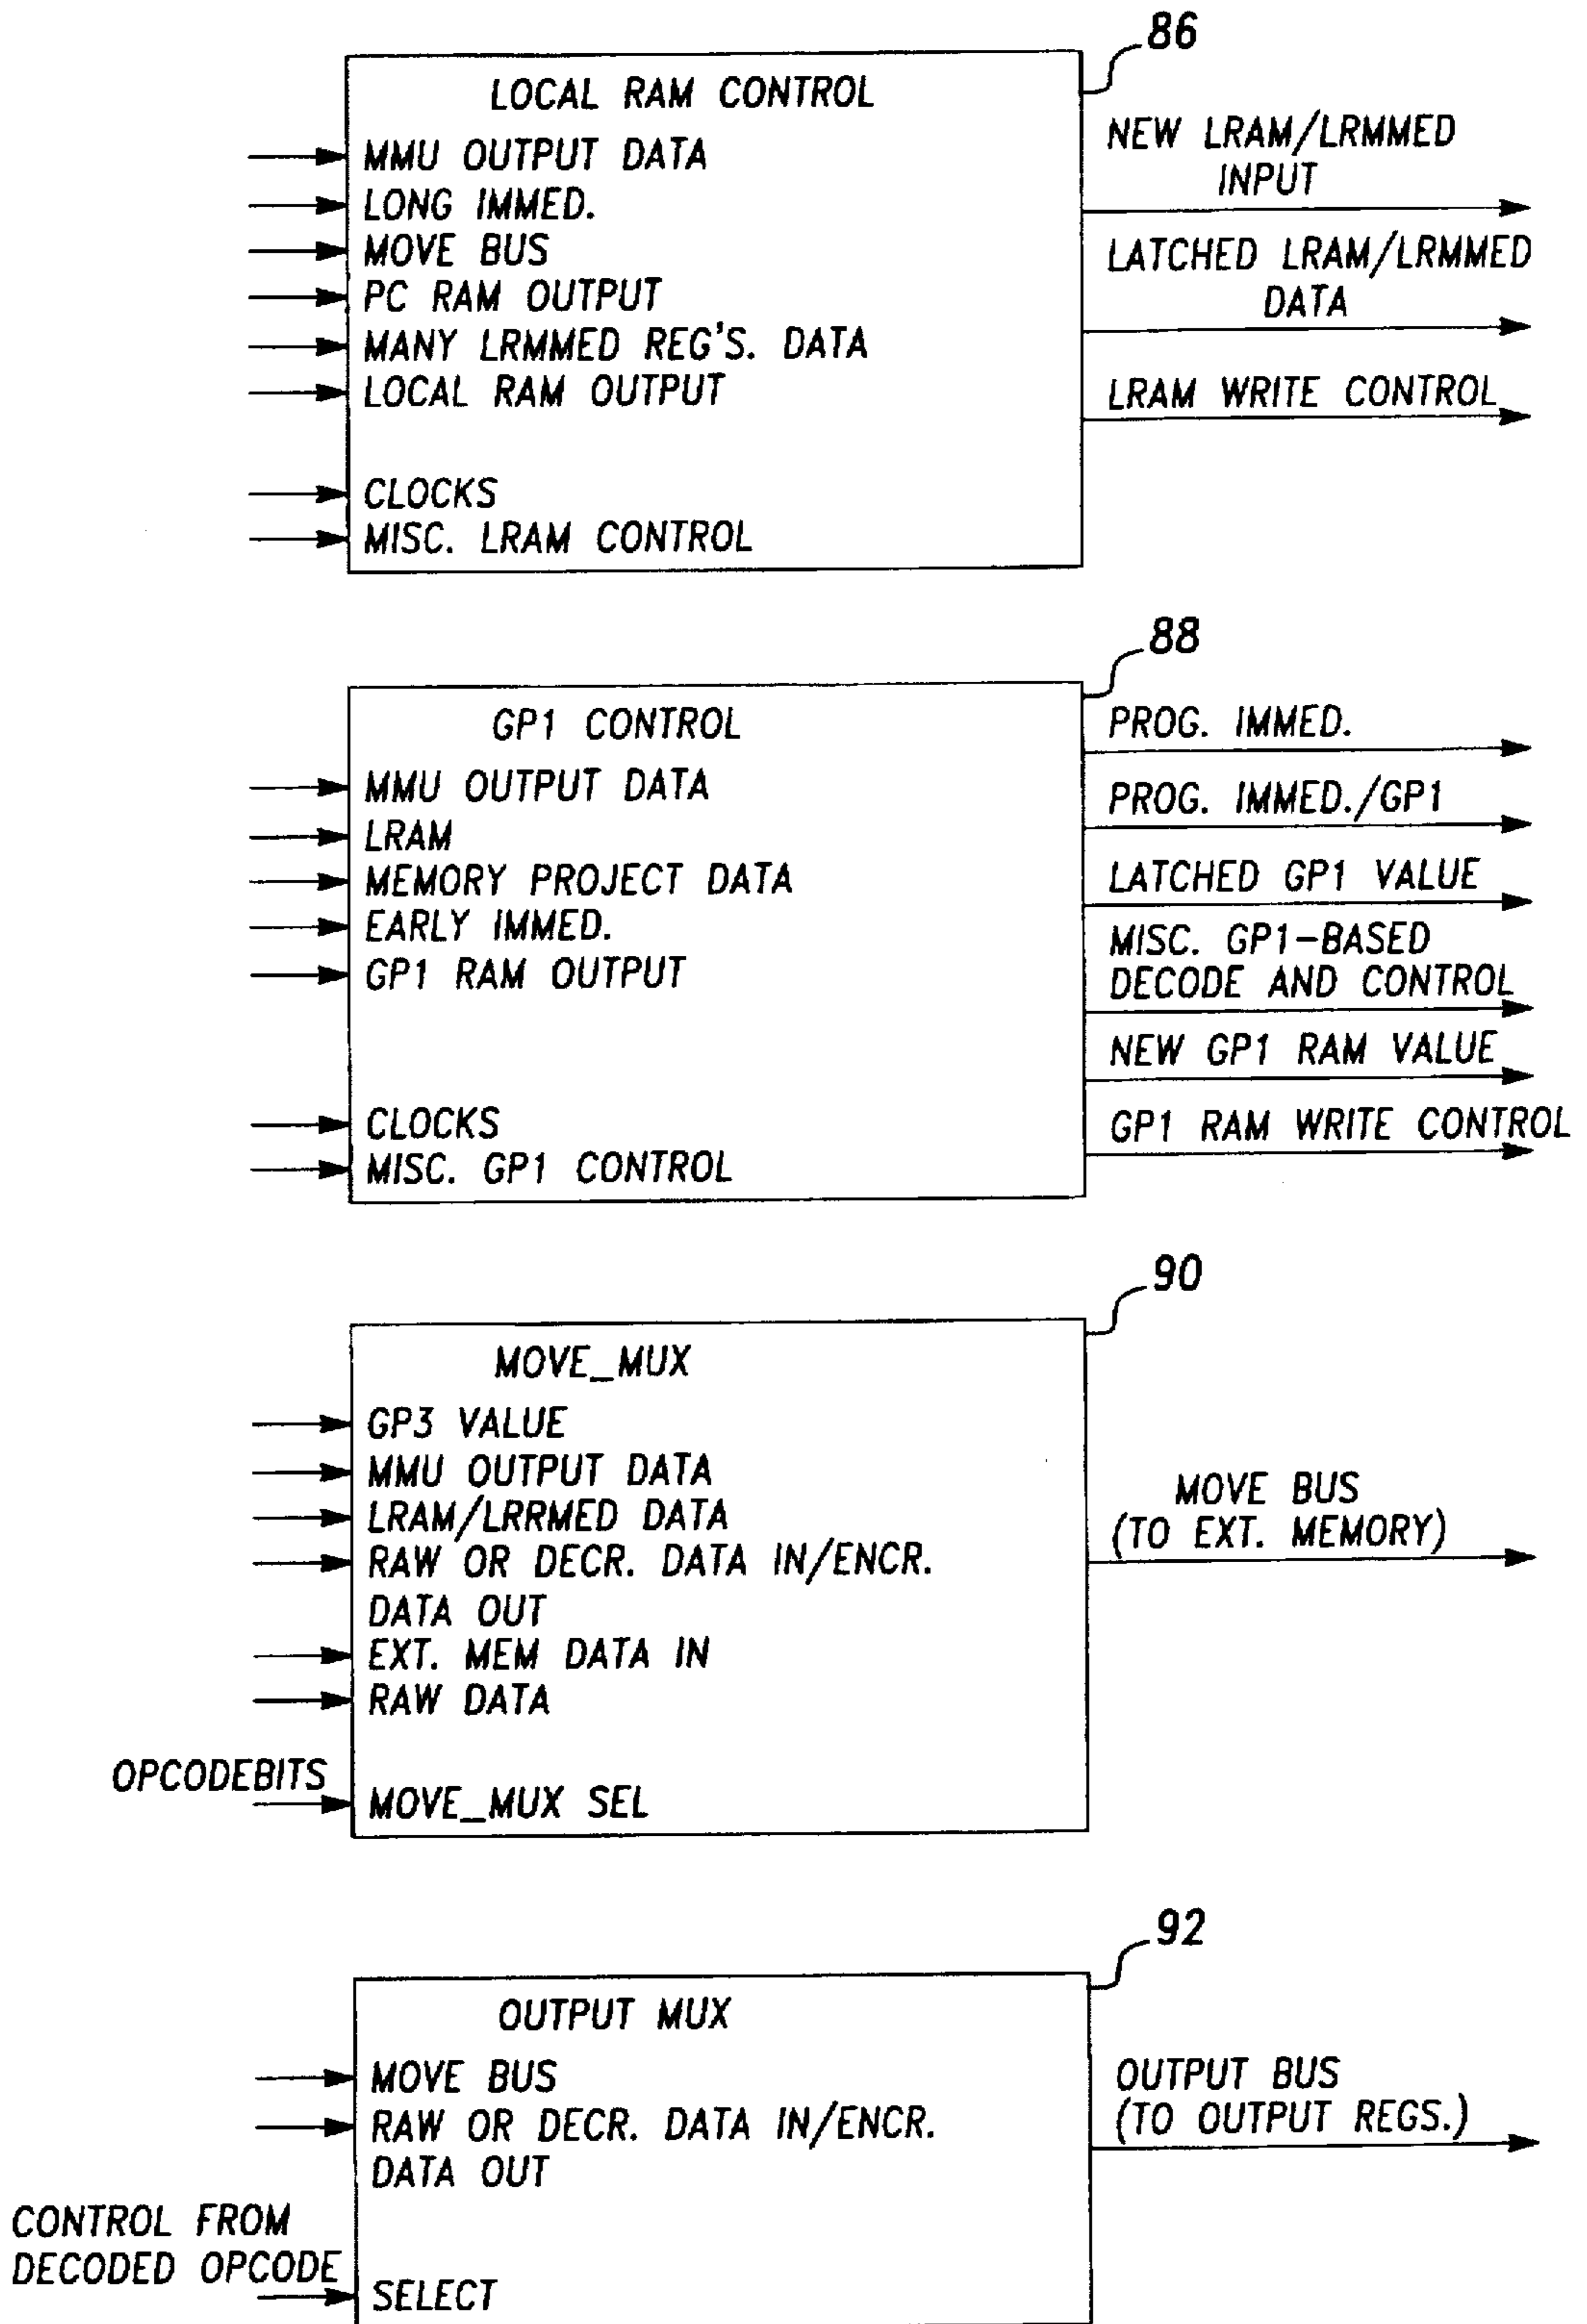 86
LOCAL RAM CONTROL
MMU OUTPUT DATA
LONG IMMED.
MOVE BUS
PC RAM OUTPUT
MANY LRMMED REG'S. DATA
LOCAL RAM OUTPUT
CLOCKS
MISC. LRAM CONTROL
NEW LRAM/LRMMED
INPUT
LATCHED LRAM/LRMMED
DATA
LRAM WRITE CONTROL
88
GP1 CONTROL
MMU OUTPUT DATA
LRAM
MEMORY PROJECT DATA
EARLY IMMED.
GP1 RAM OUTPUT
CLOCKS
MISC. GP1 CONTROL
PROG. IMMED.
PROG. IMMED./GP1
LATCHED GP1 VALUE
MISC. GP1-BASED
DECODE AND CONTROL
NEW GP1 RAM VALUE
GP1 RAM WRITE CONTROL
90
MOVE_MUX
GP3 VALUE
MMU OUTPUT DATA
LRAM/LRRMED DATA
RAW OR DECR. DATA IN/ENCR.
DATA OUT
EXT. MEM DATA IN
RAW DATA
OPCODEBITS
MOVE_MUX SEL
MOVE BUS
(TO EXT. MEMORY)
92
OUTPUT MUX
MOVE BUS
RAW OR DECR. DATA IN/ENCR.
DATA OUT
CONTROL FROM
DECODED OPCODE
SELECT
OUTPUT BUS
(TO OUTPUT REGS.)